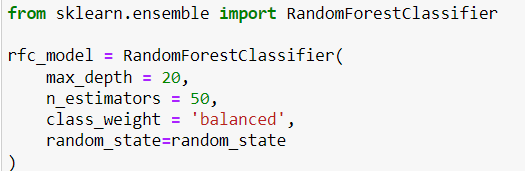 from sklearn.ensemble import RandomForestClassifier

rfc_model = RandomForestClassifier(
    max_depth = 20,
    n_estimators = 50,
    class_weight = 'balanced',
    random_state=random_state
)